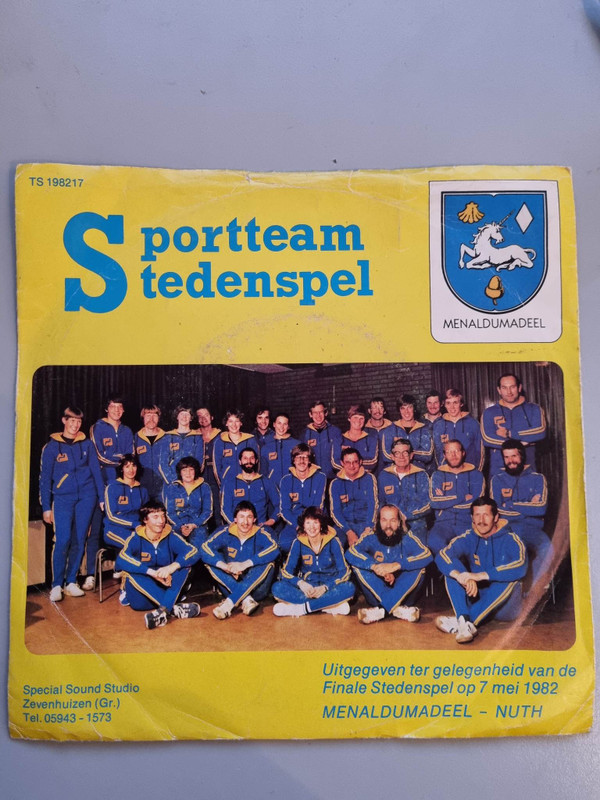 TS 198217
Sportteam
Stedenspel
MENALDUMADEEL
Special Sound Studio
Zevenhuizen (Gr.)
Tel. 05943 - 1573
Uitgegeven ter gelegenheid van de
Finale Stedenspel op 7 mei 1982
MENALDUMADEEL - NUTH